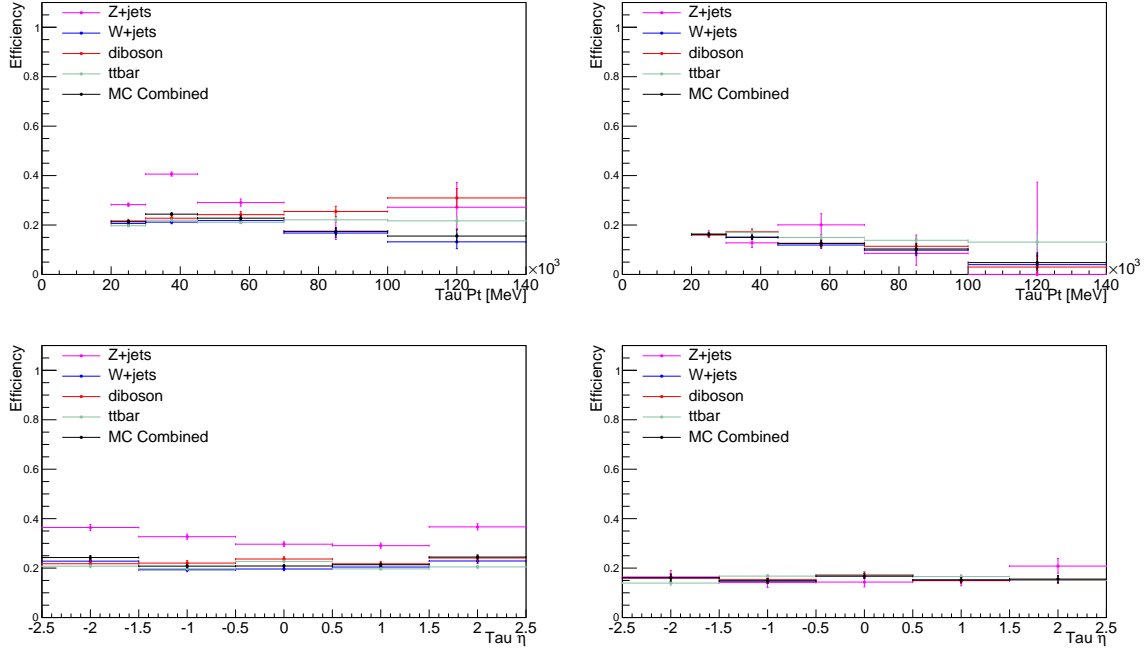 Efficiency
1
0.8
0.6
0.4
0.2
0
Z+jets
W+jets
diboson
ttbar
MC Combined
0 20 40 60 80 100 120 140
×10³
Tau Pt [MeV]
Efficiency
1
0.8
0.6
0.4
0.2
0
Z+jets
W+jets
diboson
ttbar
MC Combined
0 20 40 60 80 100 120 140
×10³
Tau Pt [MeV]
Efficiency
1
0.8
0.6
0.4
0.2
0
Z+jets
W+jets
diboson
ttbar
MC Combined
-2.5 -2 -1.5 -1 -0.5 0 0.5 1 1.5 2 2.5
Tau η
Efficiency
1
0.8
0.6
0.4
0.2
0
Z+jets
W+jets
diboson
ttbar
MC Combined
-2.5 -2 -1.5 -1 -0.5 0 0.5 1 1.5 2 2.5
Tau η